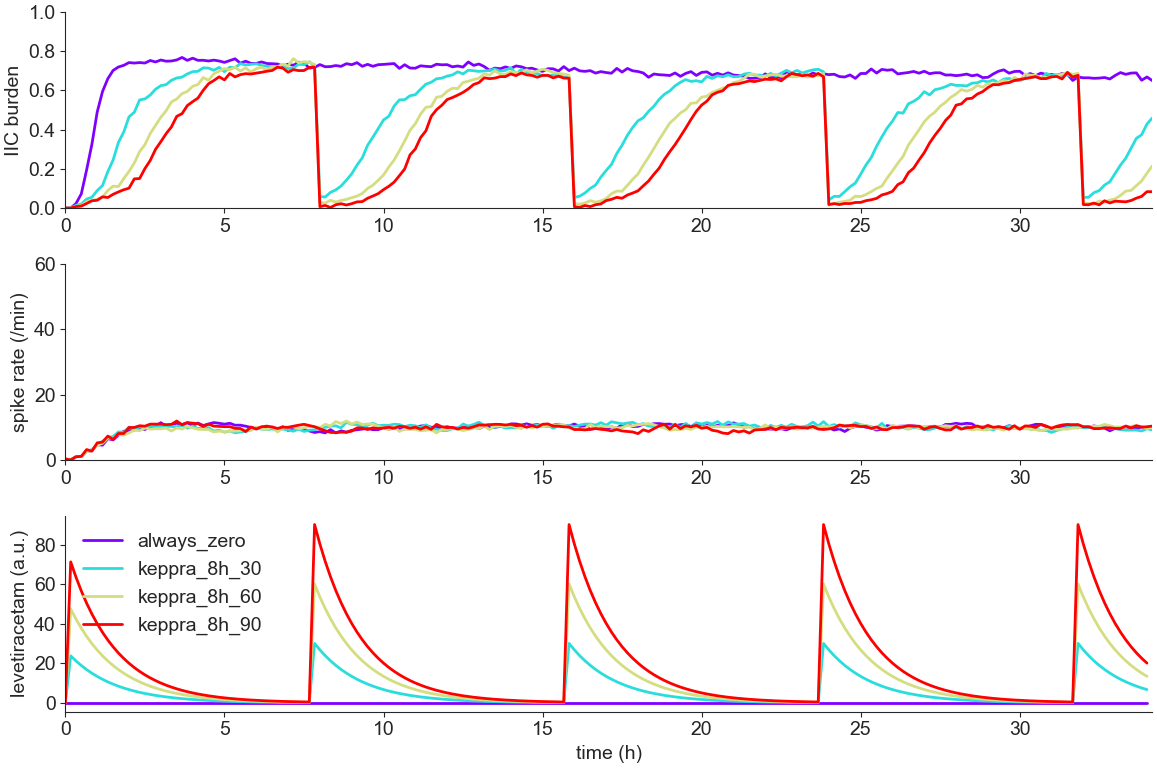 1.0
0.8
0.6
0.4
0.2
0.0
IIC burden
0 5 10 15 20 25 30
60
40
20
0
spike rate (/min)
0 5 10 15 20 25 30
80
60
40
20
0
levetiracetam (a.u.)
always_zero
keppra_8h_30
keppra_8h_60
keppra_8h_90
0 5 10 15 20 25 30
time (h)